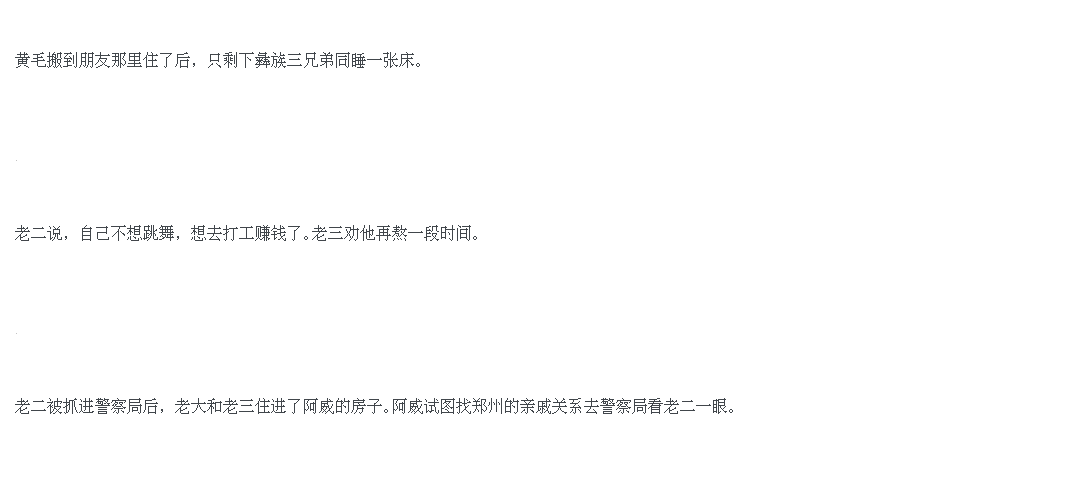 黄毛搬到朋友那里住了后，只剩下彝族三兄弟同睡一张床。
老二说，自己不想跳舞，想去打工赚钱了。老三劝他再熬一段时间。
老二被抓进警察局后，老大和老三住进了阿威的房子。阿威试图找郑州的亲戚关系去警察局看老二一眼。